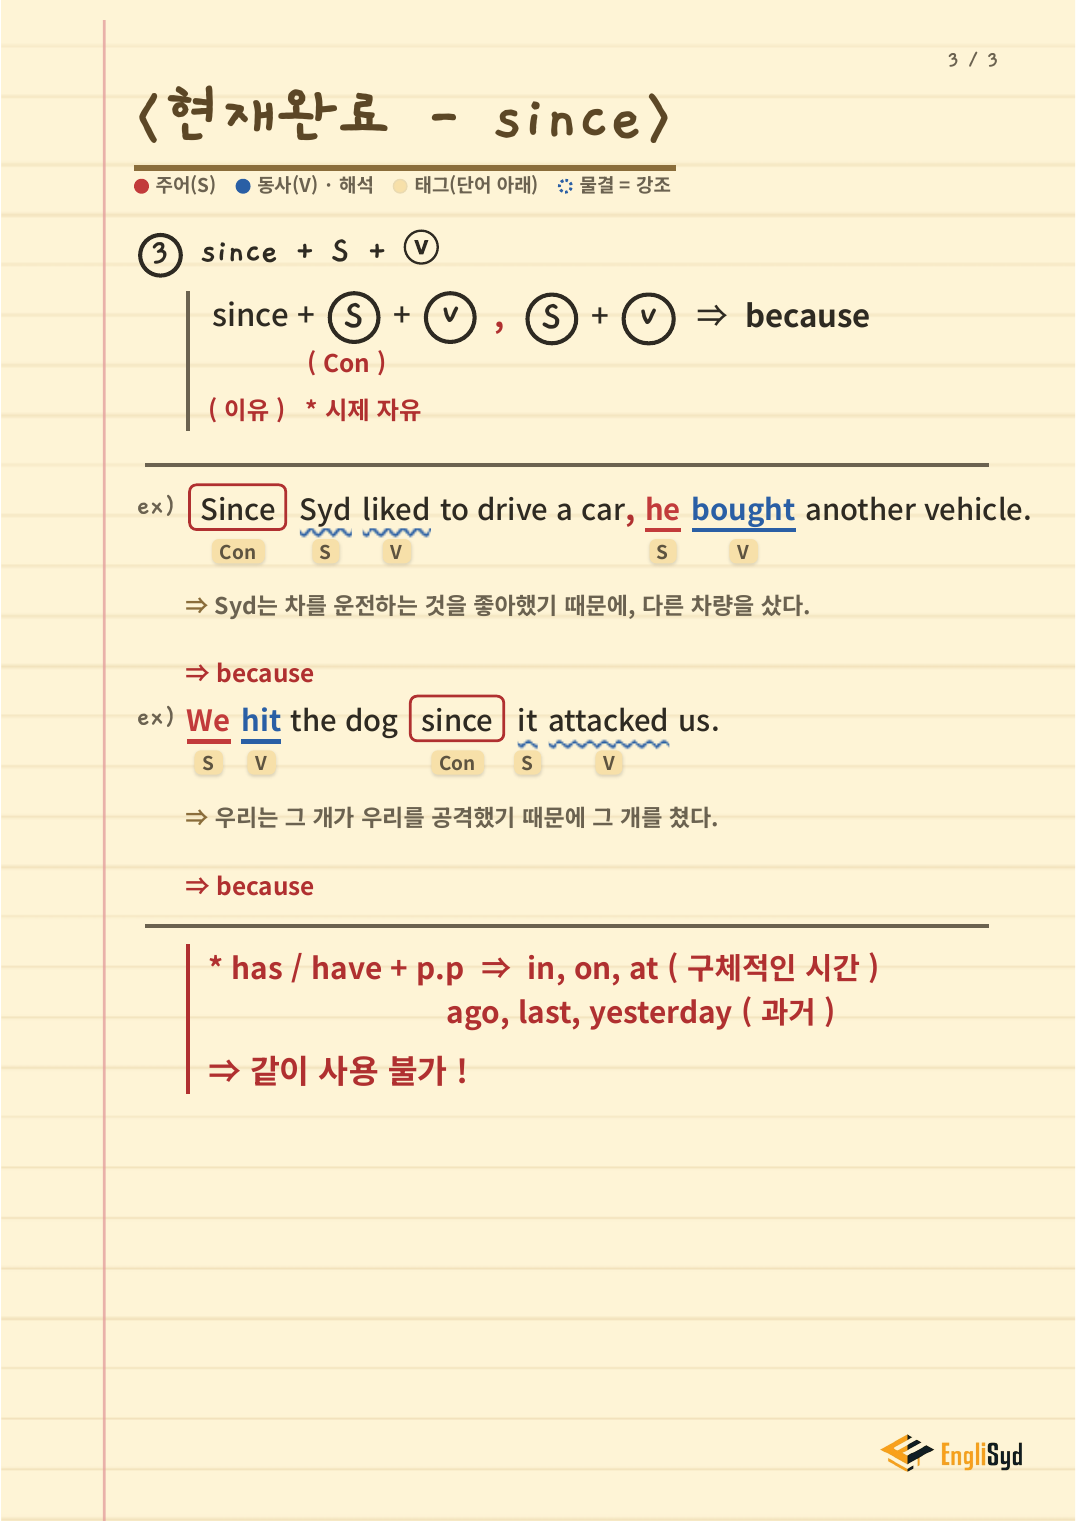 3 / 3
<현재완료 - since>
주어(S) 동사(V) · 해석 태그(단어 아래) 물결 = 강조
③ since + S + ⓥ
since + Ⓢ + ⓥ , Ⓢ + ⓥ ⇒ because
( Con )
( 이유 ) * 시제 자유
ex) Since Syd liked to drive a car, he bought another vehicle.
Con S V S V
⇒ Syd는 차를 운전하는 것을 좋아했기 때문에, 다른 차량을 샀다.
⇒ because
ex) We hit the dog since it attacked us.
S V Con S V
⇒ 우리는 그 개가 우리를 공격했기 때문에 그 개를 쳤다.
⇒ because
* has / have + p.p ⇒ in, on, at ( 구체적인 시간 )
ago, last, yesterday ( 과거 )
⇒ 같이 사용 불가 !
EngliSyd